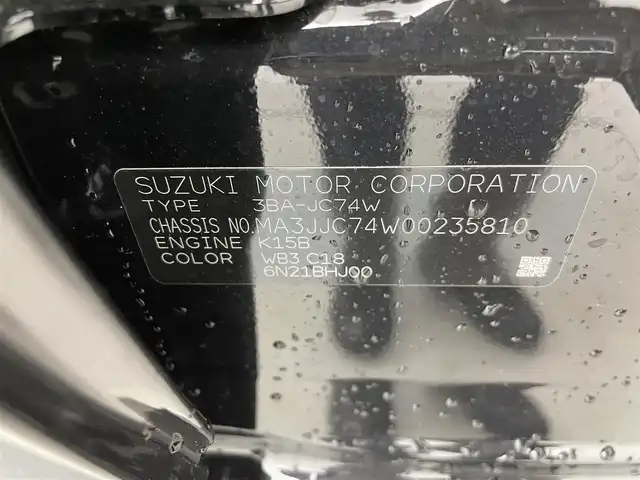 SUZUKI MOTOR CORPORATION
TYPE 3BA-JC74W
CHASSIS NO. MA3JJC74W00235810
ENGINE K15B
COLOR WB3 C18
6N21BHJ00